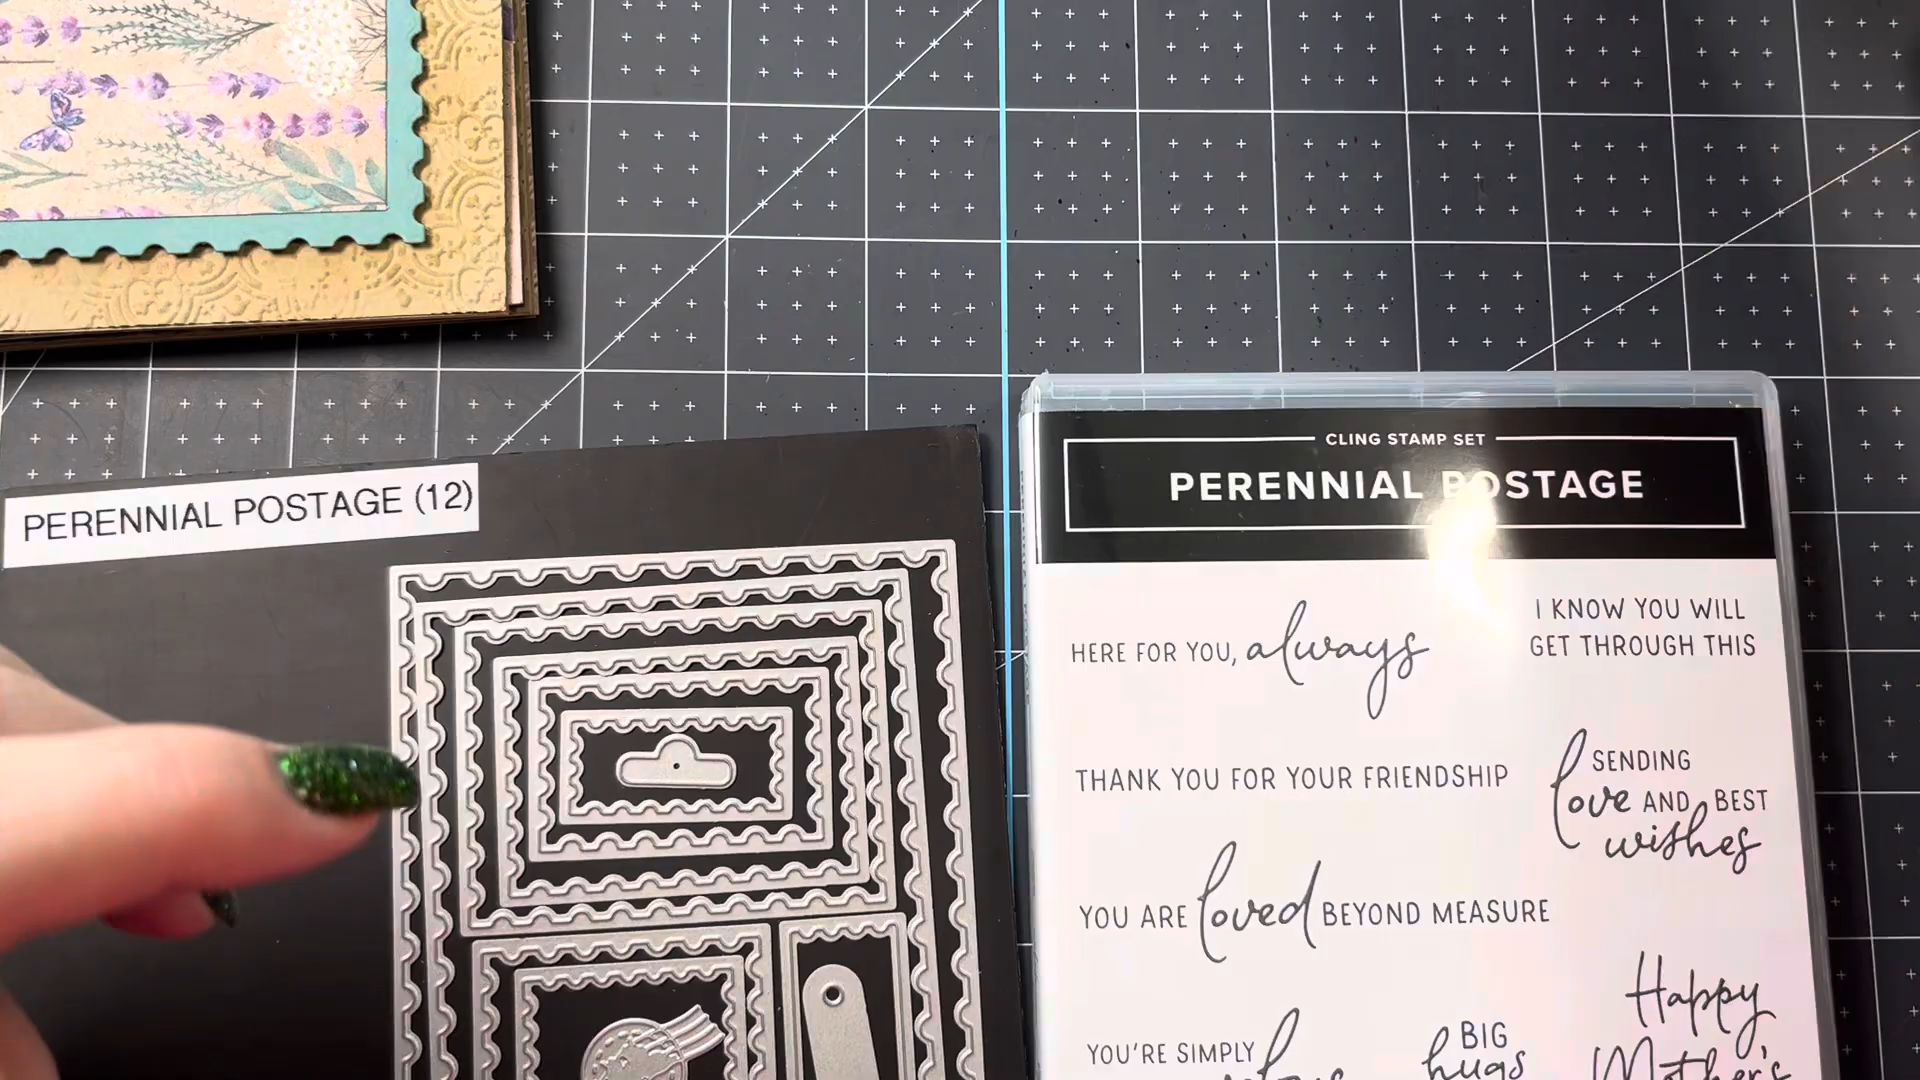 PERENNIAL POSTAGE (12)
CLING STAMP SET
PERENNIAL POSTAGE
HERE FOR YOU, always
I KNOW YOU WILL
GET THROUGH THIS
THANK YOU FOR YOUR FRIENDSHIP
SENDING
love AND BEST
wishes
YOU ARE loved BEYOND MEASURE
YOU'RE SIMPLY
BIG
hugs
Happy
Mother's